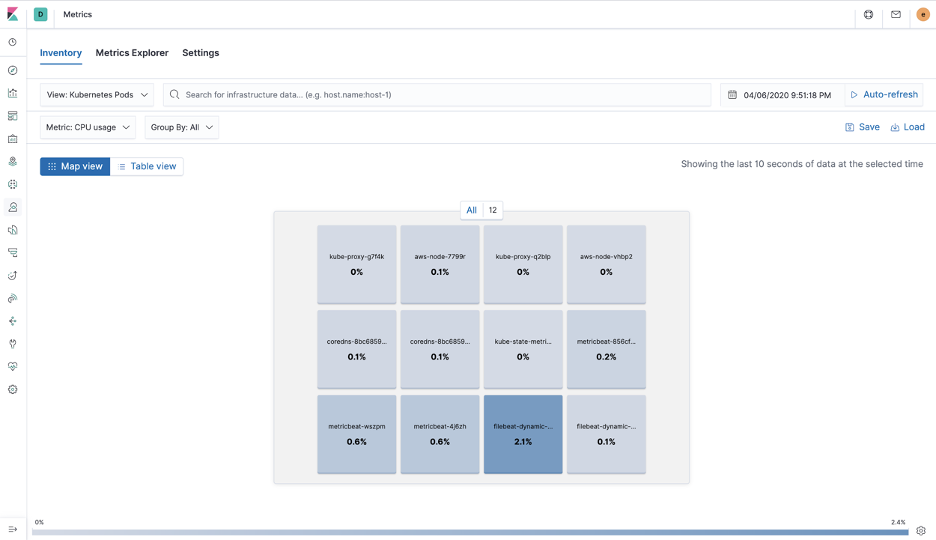 D Metrics e
Inventory Metrics Explorer Settings
View: Kubernetes Pods Search for infrastructure data... (e.g. host.name:host-1) 04/06/2020 9:51:18 PM Auto-refresh
Metric: CPU usage Group By: All Save Load
Map view Table view Showing the last 10 seconds of data at the selected time
All 12
kube-proxy-g7f4k aws-node-7799r kube-proxy-q2blp aws-node-vhbp2
0% 0.1% 0% 0%
coredns-8bc6859... coredns-8bc6859... kube-state-metri... metricbeat-856cf...
0.1% 0.1% 0% 0.2%
metricbeat-wszpm metricbeat-4j6zh filebeat-dynamic-... filebeat-dynamic-...
0.6% 0.6% 2.1% 0.1%
0% 2.4%